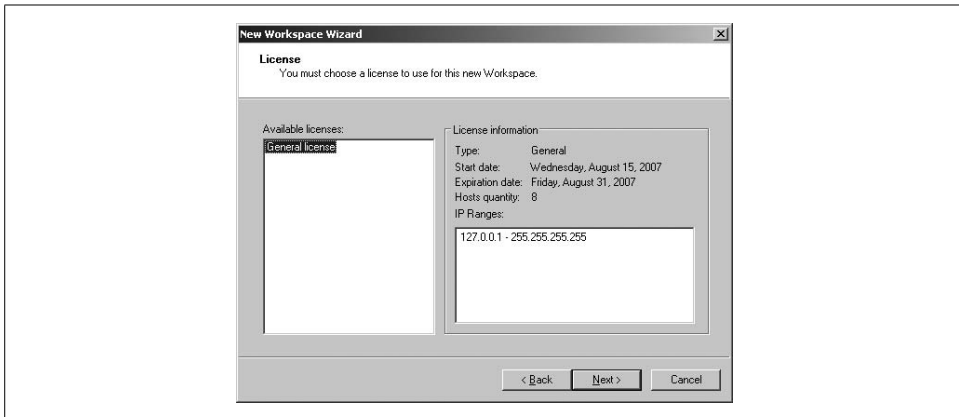 New Workspace Wizard
License
You must choose a license to use for this new Workspace.
Available licenses:
General license
License information
Type: General
Start date: Wednesday, August 15, 2007
Expiration date: Friday, August 31, 2007
Hosts quantity: 8
IP Ranges:
127.0.0.1 - 255.255.255.255
< Back
Next >
Cancel